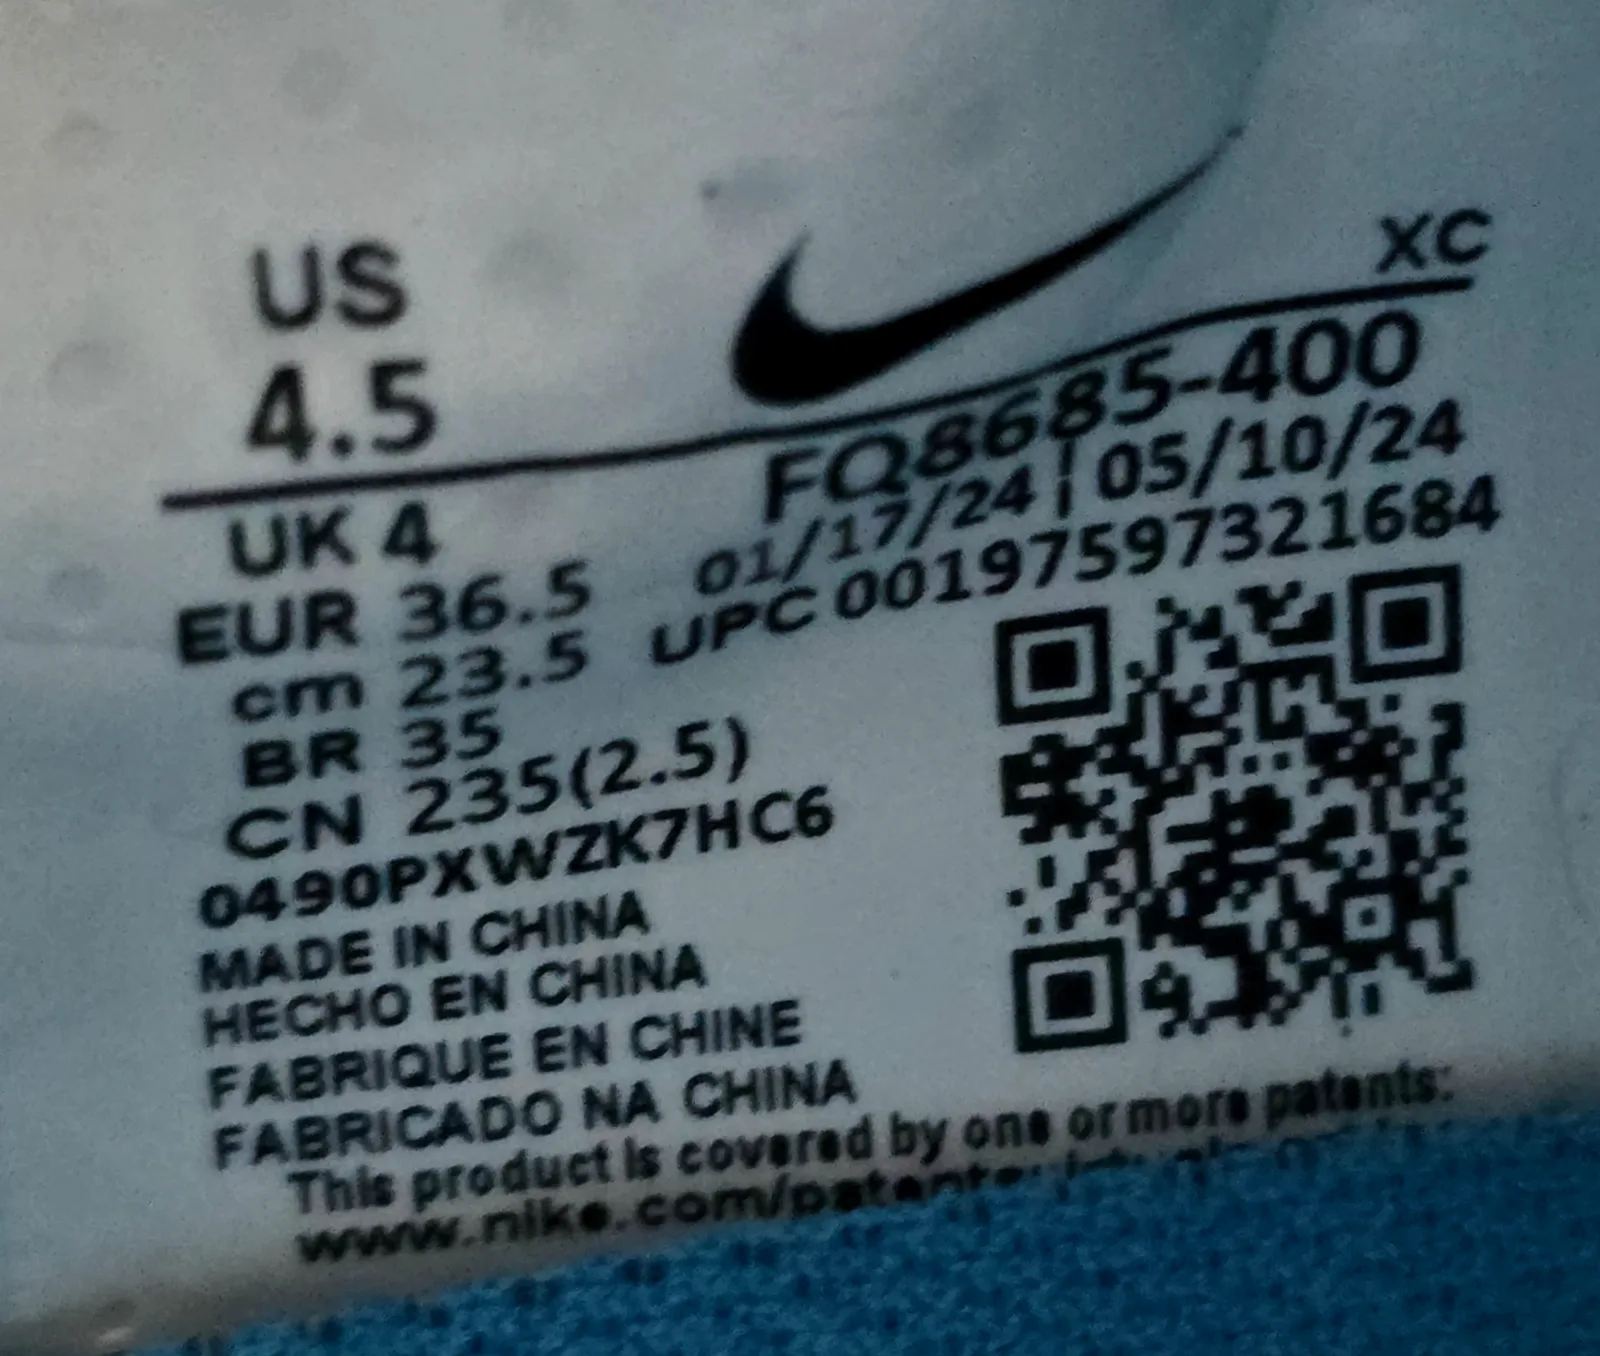 US
4.5
XC
FQ8685-400
01/17/24 | 05/10/24
UPC 00197597321684
UK 4
EUR 36.5
cm 23.5
BR 35
CN 235(2.5)
0490PXWZK7HC6
MADE IN CHINA
HECHO EN CHINA
FABRIQUE EN CHINE
FABRICADO NA CHINA
This product is covered by one or more patents:
www.nike.com/patents